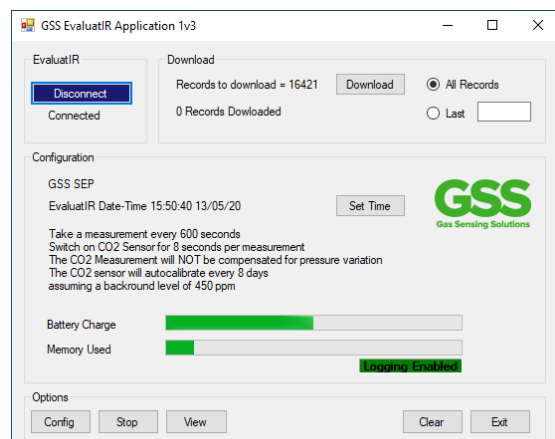 GSS EvaluatIR Application 1v3
EvaluatIR
Disconnect
Connected
Download
Records to download = 16421
Download
All Records
0 Records Dowloaded
Last
Configuration
GSS SEP
EvaluatIR Date-Time 15:50:40 13/05/20
Set Time
GSS
Gas Sensing Solutions
Take a measurement every 600 seconds
Switch on CO2 Sensor for 8 seconds per measurement
The CO2 Measurement will NOT be compensated for pressure variation
The CO2 sensor will autocalibrate every 8 days
assuming a backround level of 450 ppm
Battery Charge
Memory Used
Logging Enabled
Options
Config
Stop
View
Clear
Exit